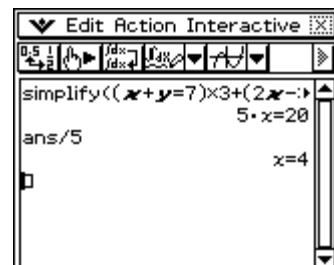 Edit Action Interactive
simplify((x+y=7)×3+(2x-
5·x=20
ans/5
x=4